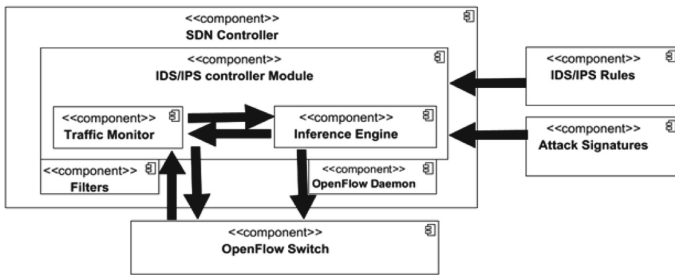 <<component>>
SDN Controller
<<component>>
IDS/IPS controller Module
<<component>>
Traffic Monitor
<<component>>
Inference Engine
<<component>>
Filters
<<component>>
OpenFlow Daemon
<<component>>
OpenFlow Switch
<<component>>
IDS/IPS Rules
<<component>>
Attack Signatures